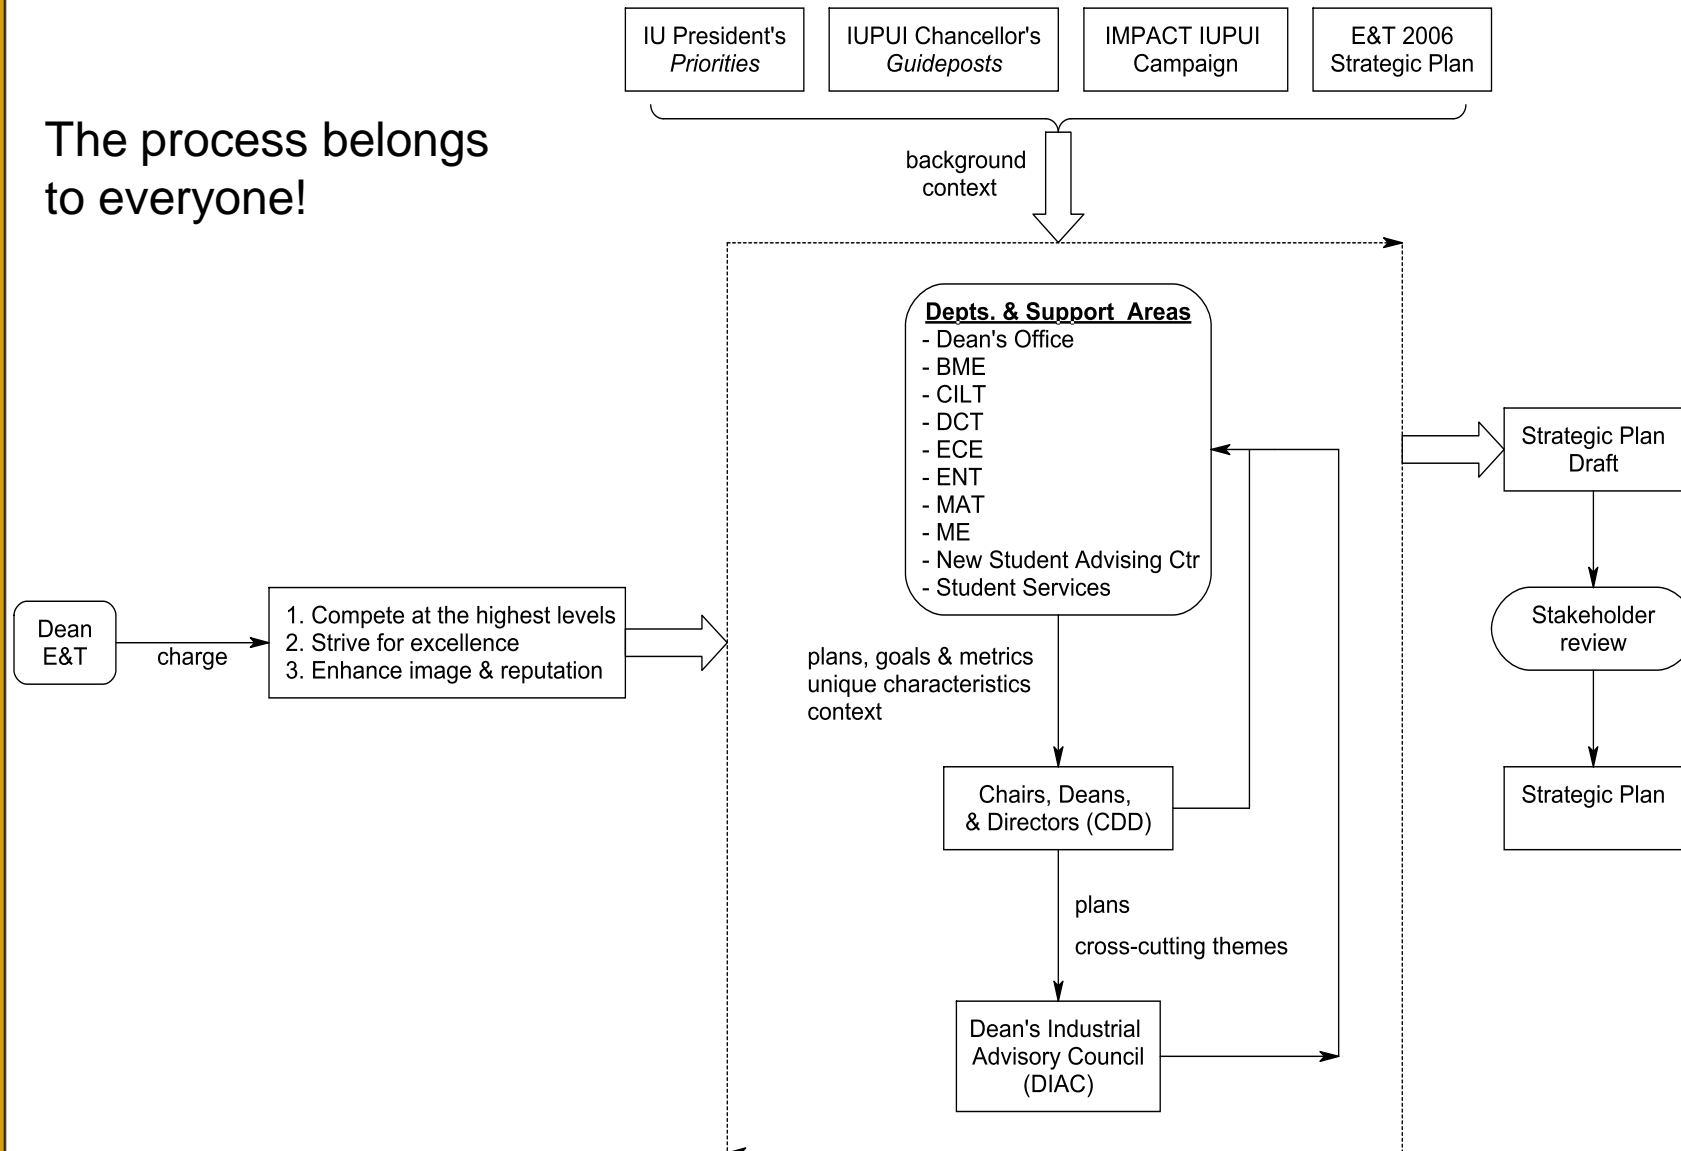 IU President's
Priorities
IUPUI Chancellor's
Guideposts
IMPACT IUPUI
Campaign
E&T 2006
Strategic Plan
The process belongs
to everyone!
background
context
Depts. & Support  Areas
- Dean's Office
- BME
- CILT
- DCT
- ECE
- ENT
- MAT
- ME
- New Student Advising Ctr
- Student Services
Dean
E&T
charge
1. Compete at the highest levels
2. Strive for excellence
3. Enhance image & reputation
plans, goals & metrics
unique characteristics
context
Chairs, Deans,
& Directors (CDD)
plans
cross-cutting themes
Dean's Industrial
Advisory Council
(DIAC)
Strategic Plan
Draft
Stakeholder
review
Strategic Plan